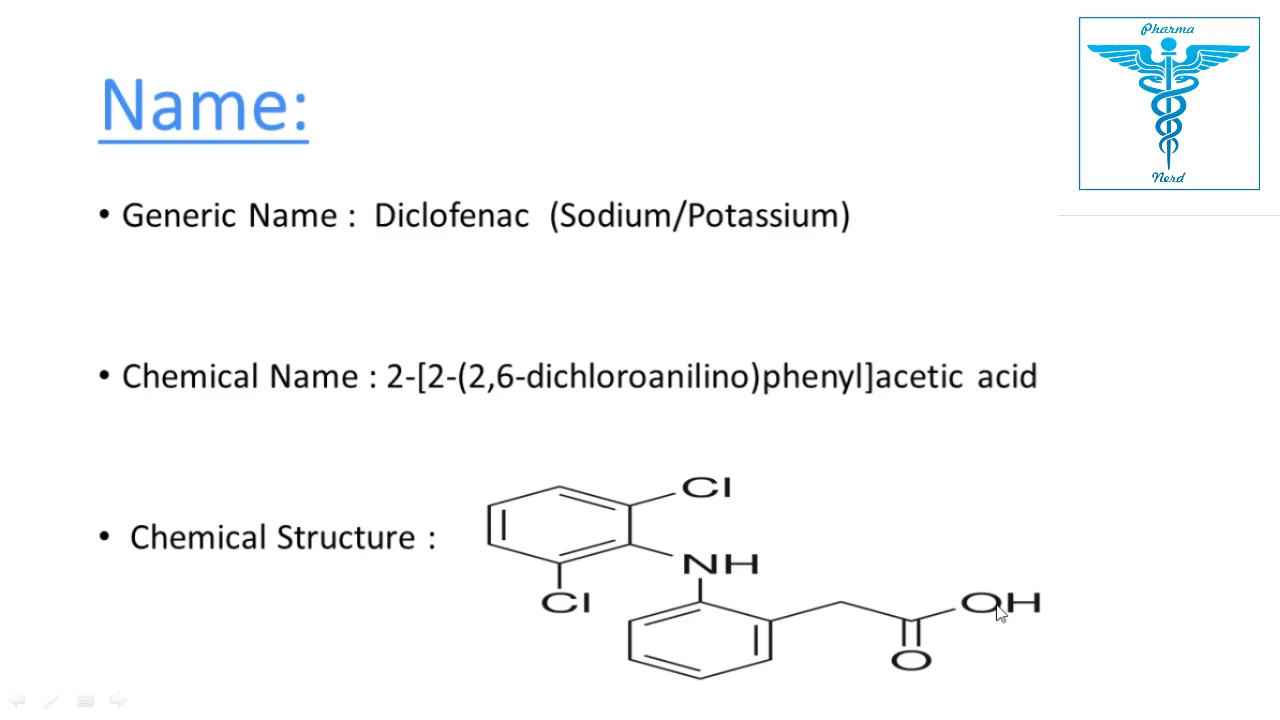 Pharma
Nerd
Name:
• Generic Name : Diclofenac (Sodium/Potassium)
• Chemical Name : 2-[2-(2,6-dichloroanilino)phenyl]acetic acid
• Chemical Structure :
Cl
NH
Cl
OH
O